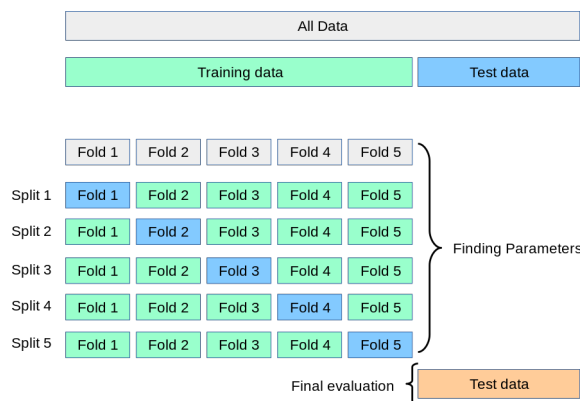 All Data
Training data Test data
Fold 1 Fold 2 Fold 3 Fold 4 Fold 5
Split 1 Fold 1 Fold 2 Fold 3 Fold 4 Fold 5
Split 2 Fold 1 Fold 2 Fold 3 Fold 4 Fold 5
Finding Parameters
Split 3 Fold 1 Fold 2 Fold 3 Fold 4 Fold 5
Split 4 Fold 1 Fold 2 Fold 3 Fold 4 Fold 5
Split 5 Fold 1 Fold 2 Fold 3 Fold 4 Fold 5
Final evaluation Test data